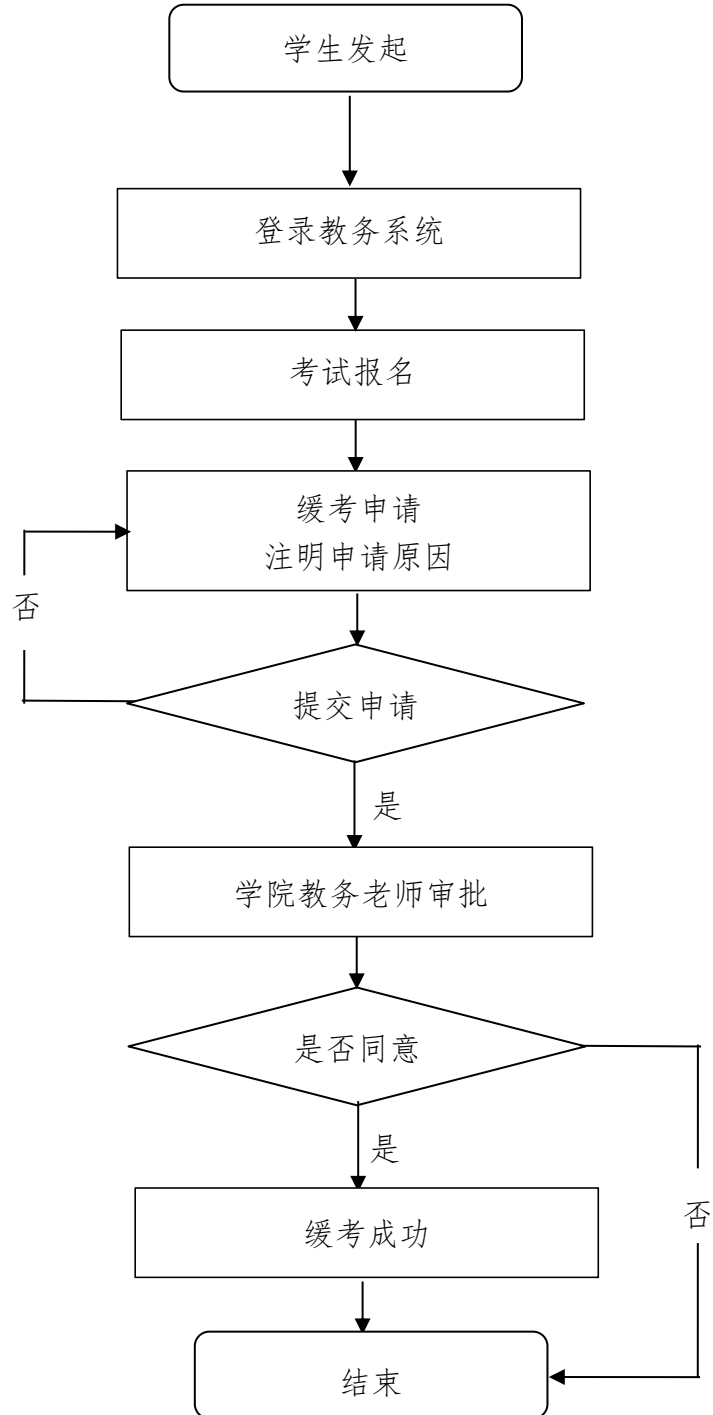 学生发起
登录教务系统
考试报名
缓考申请
注明申请原因
否
提交申请
是
学院教务老师审批
是否同意
是
缓考成功
否
结束